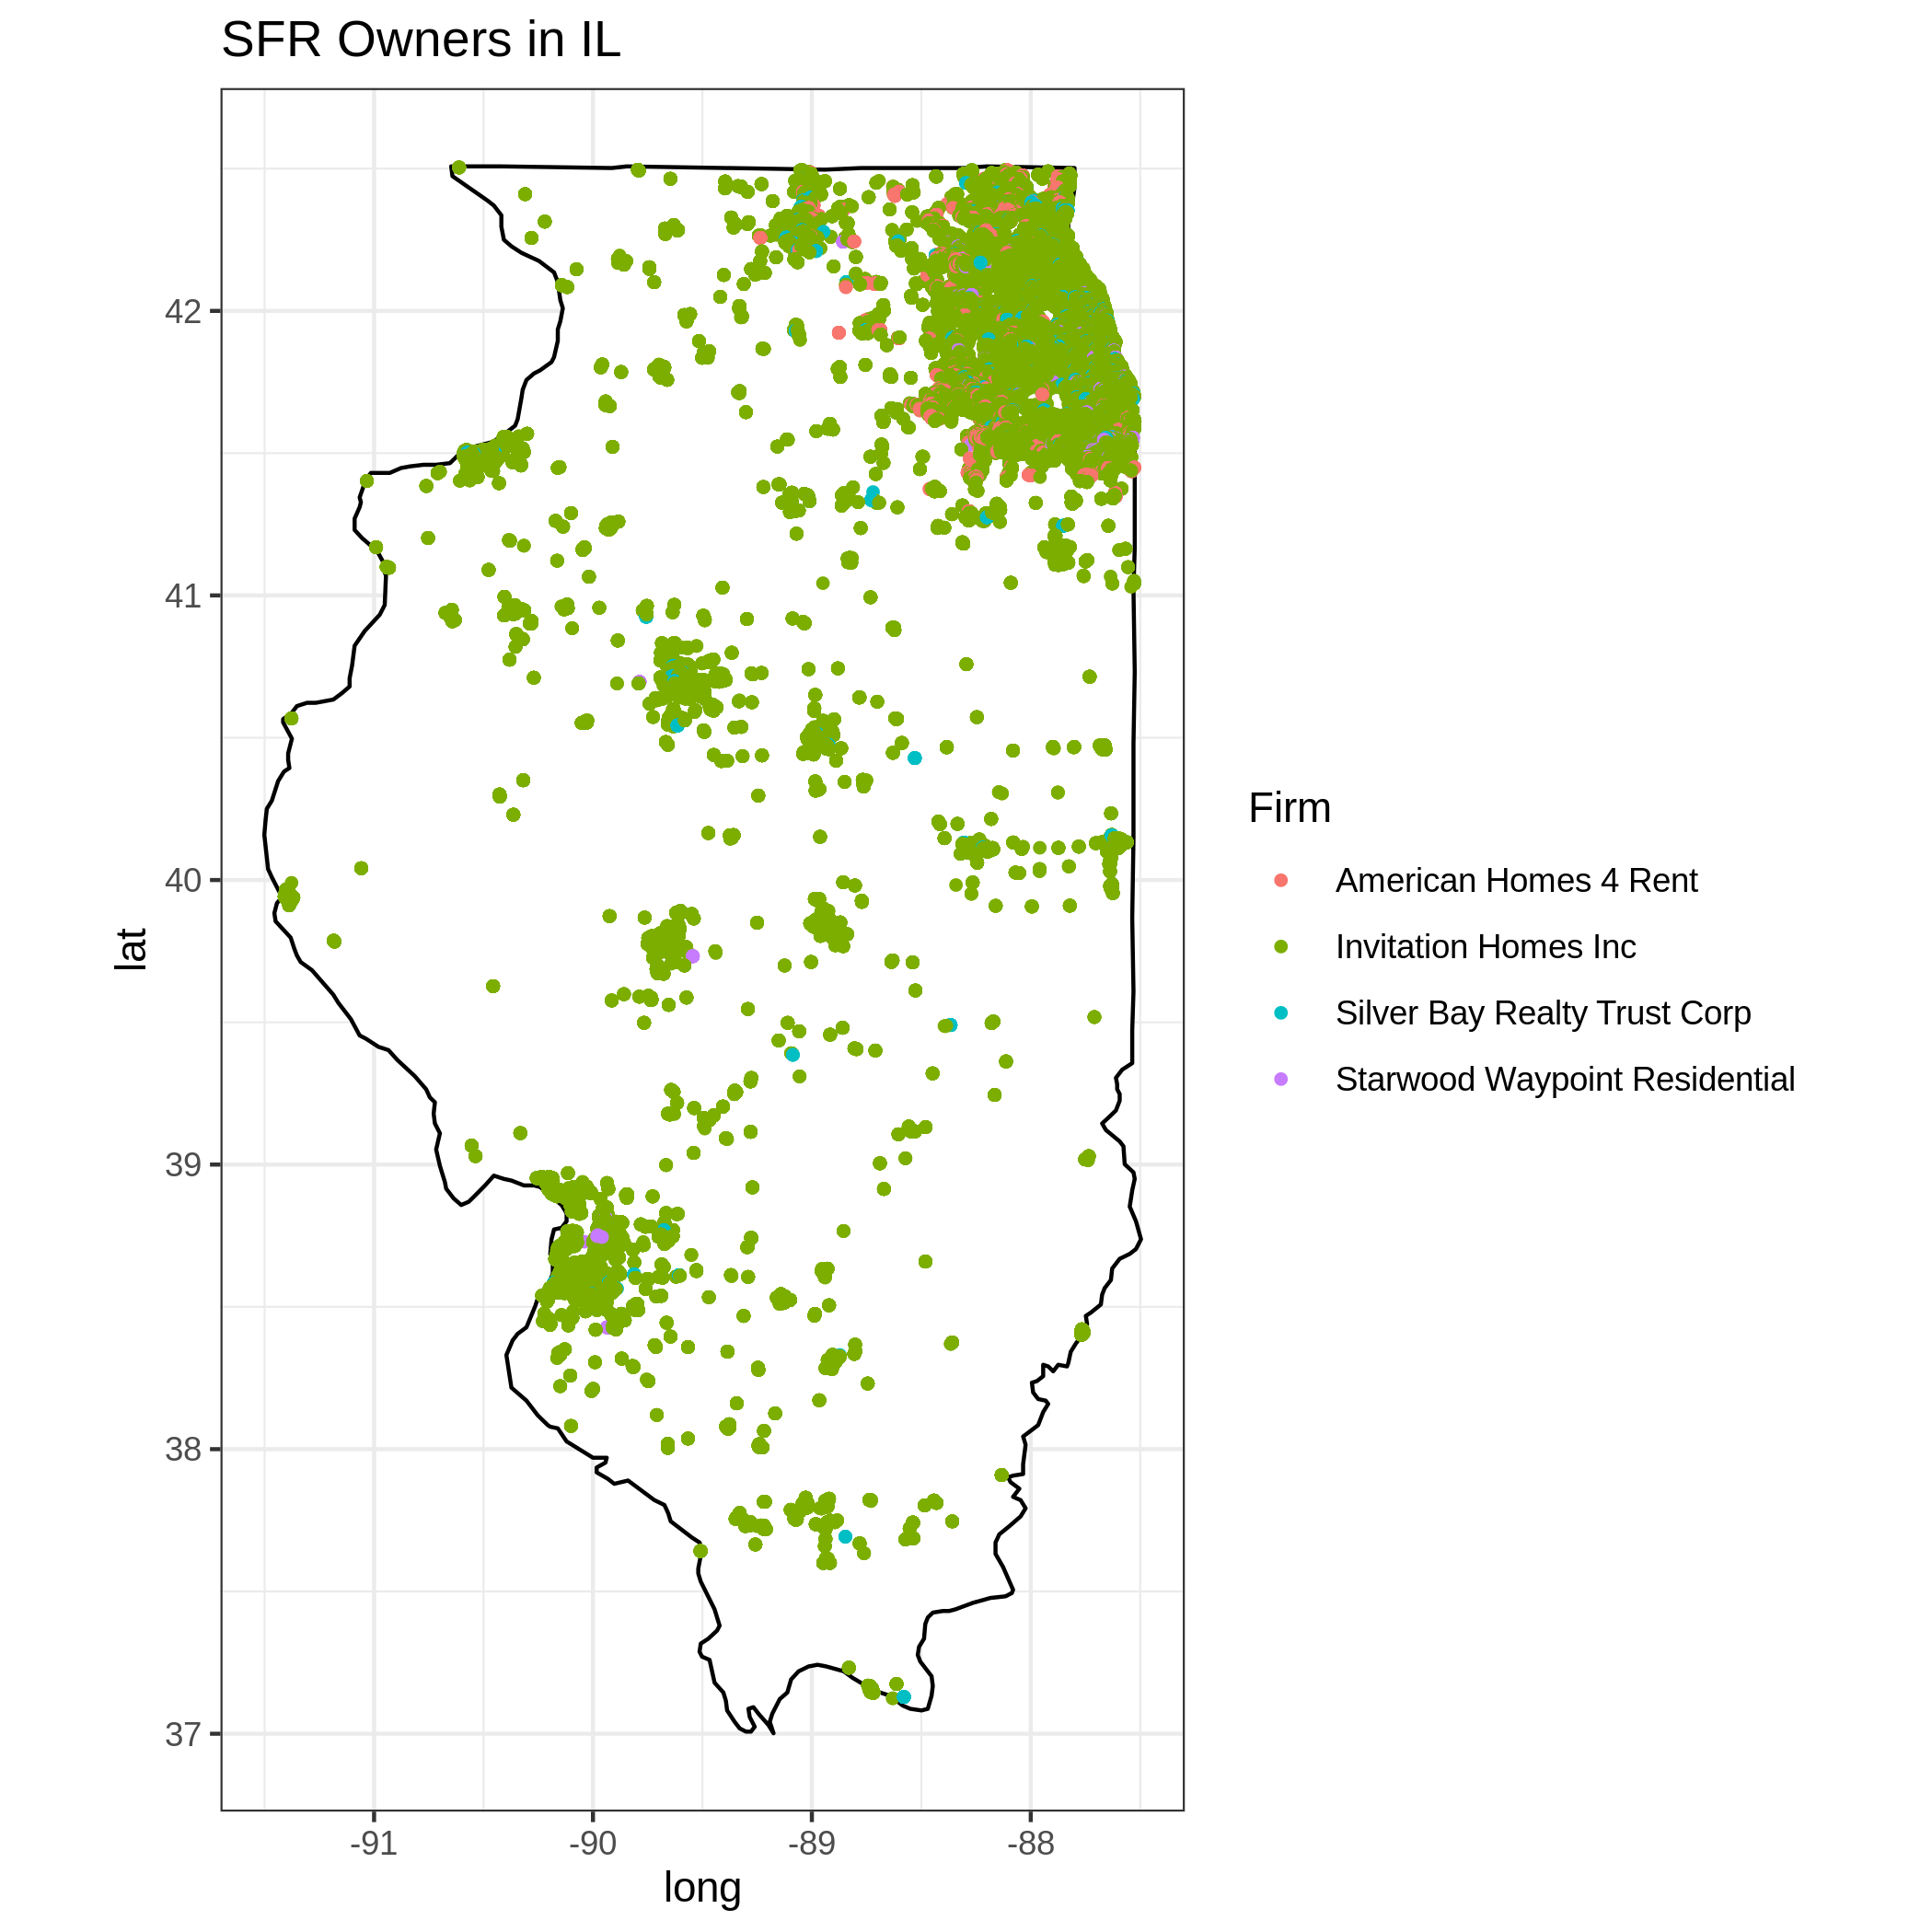 SFR Owners in IL
42
41
40
39
38
37
lat
-91
-90
-89
-88
long
Firm
American Homes 4 Rent
Invitation Homes Inc
Silver Bay Realty Trust Corp
Starwood Waypoint Residential